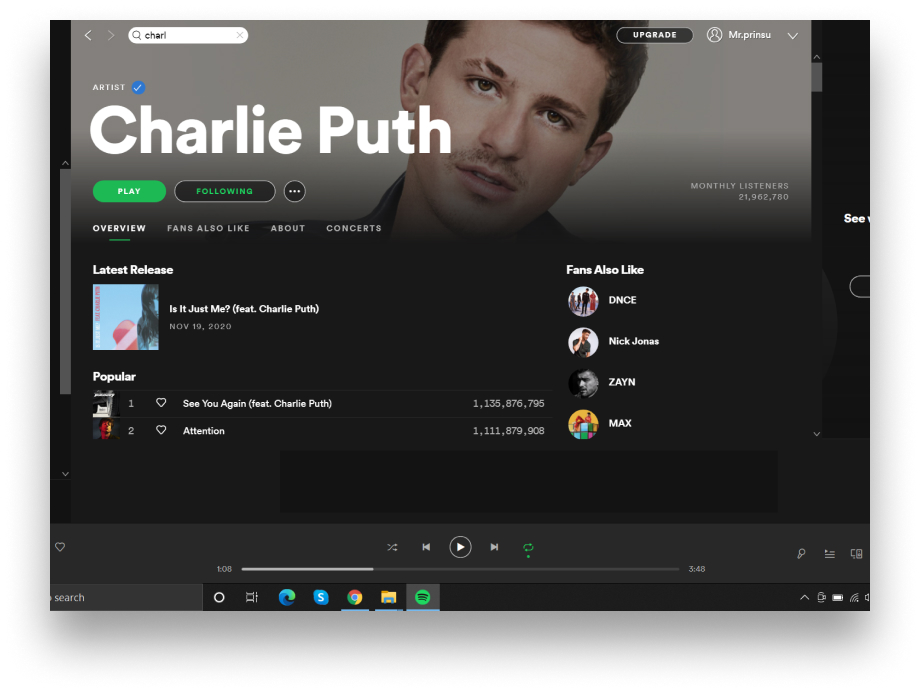 charl
UPGRADE
Mr.prinsu
ARTIST
Charlie Puth
PLAY
FOLLOWING
MONTHLY LISTENERS
21,962,780
OVERVIEW
FANS ALSO LIKE
ABOUT
CONCERTS
See
Latest Release
Is It Just Me? (feat. Charlie Puth)
NOV 19, 2020
Fans Also Like
DNCE
Nick Jonas
ZAYN
MAX
Popular
1 See You Again (feat. Charlie Puth) 1,135,876,795
2 Attention 1,111,879,908
1:08
3:48
search